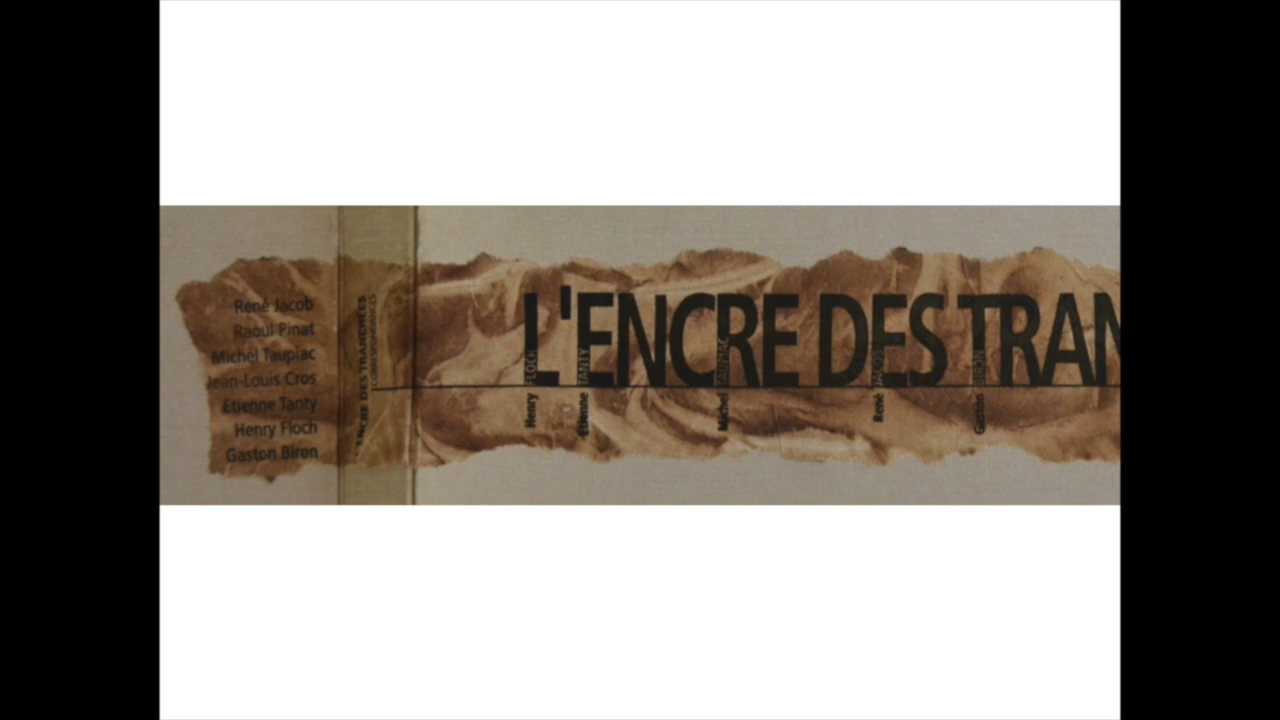 René Jacob
Raoul Pinat
Michel Taupiac
Jean-Louis Cros
Etienne Tanty
Henry Floch
Gaston Biron
L'ENCRE DES TRANCHÉES
CORRESPONDANCES
L'ENCRE DES TRAN
Henry FLOCH
Etienne TANTY
Michel TAUPIAC
René JACOB
Gaston BIRON